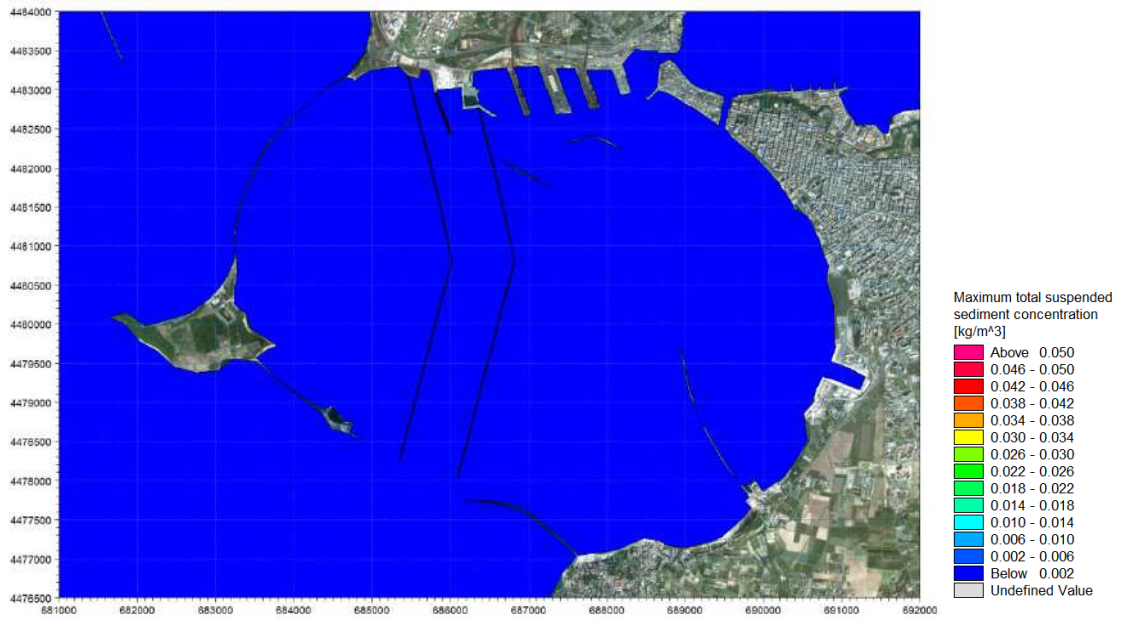 4484000
4483500
4483000
4482500
4482000
4481500
4481000
4480500
4480000
4479500
4479000
4478500
4478000
4477500
4477000
4476500
681000 682000 683000 684000 685000 686000 687000 688000 689000 690000 691000 692000
Maximum total suspended
sediment concentration
[kg/m^3]
Above 0.050
0.046 - 0.050
0.042 - 0.046
0.038 - 0.042
0.034 - 0.038
0.030 - 0.034
0.026 - 0.030
0.022 - 0.026
0.018 - 0.022
0.014 - 0.018
0.010 - 0.014
0.006 - 0.010
0.002 - 0.006
Below 0.002
Undefined Value